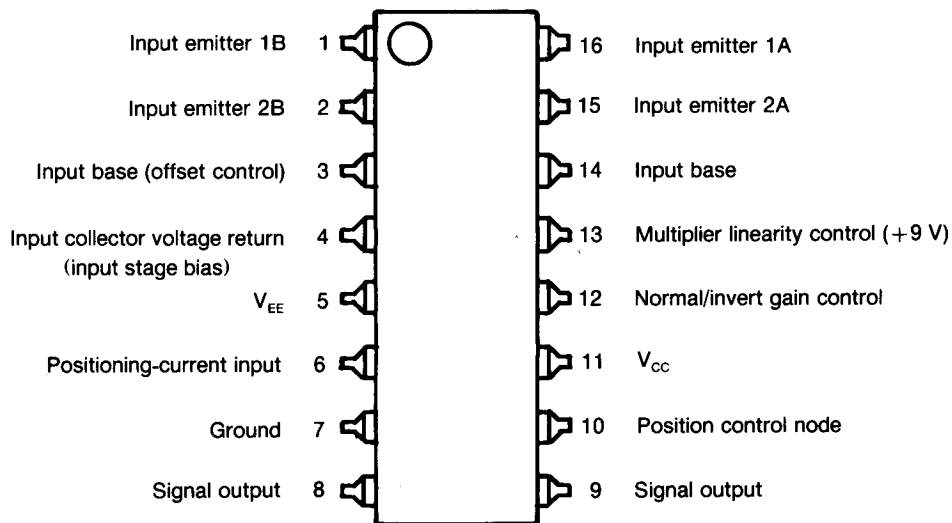 Input emitter 1B 1
16 Input emitter 1A
Input emitter 2B 2
15 Input emitter 2A
Input base (offset control) 3
14 Input base
Input collector voltage return 4
(input stage bias)
13 Multiplier linearity control (+9 V)
VEE 5
12 Normal/invert gain control
Positioning-current input 6
11 VCC
Ground 7
10 Position control node
Signal output 8
9 Signal output